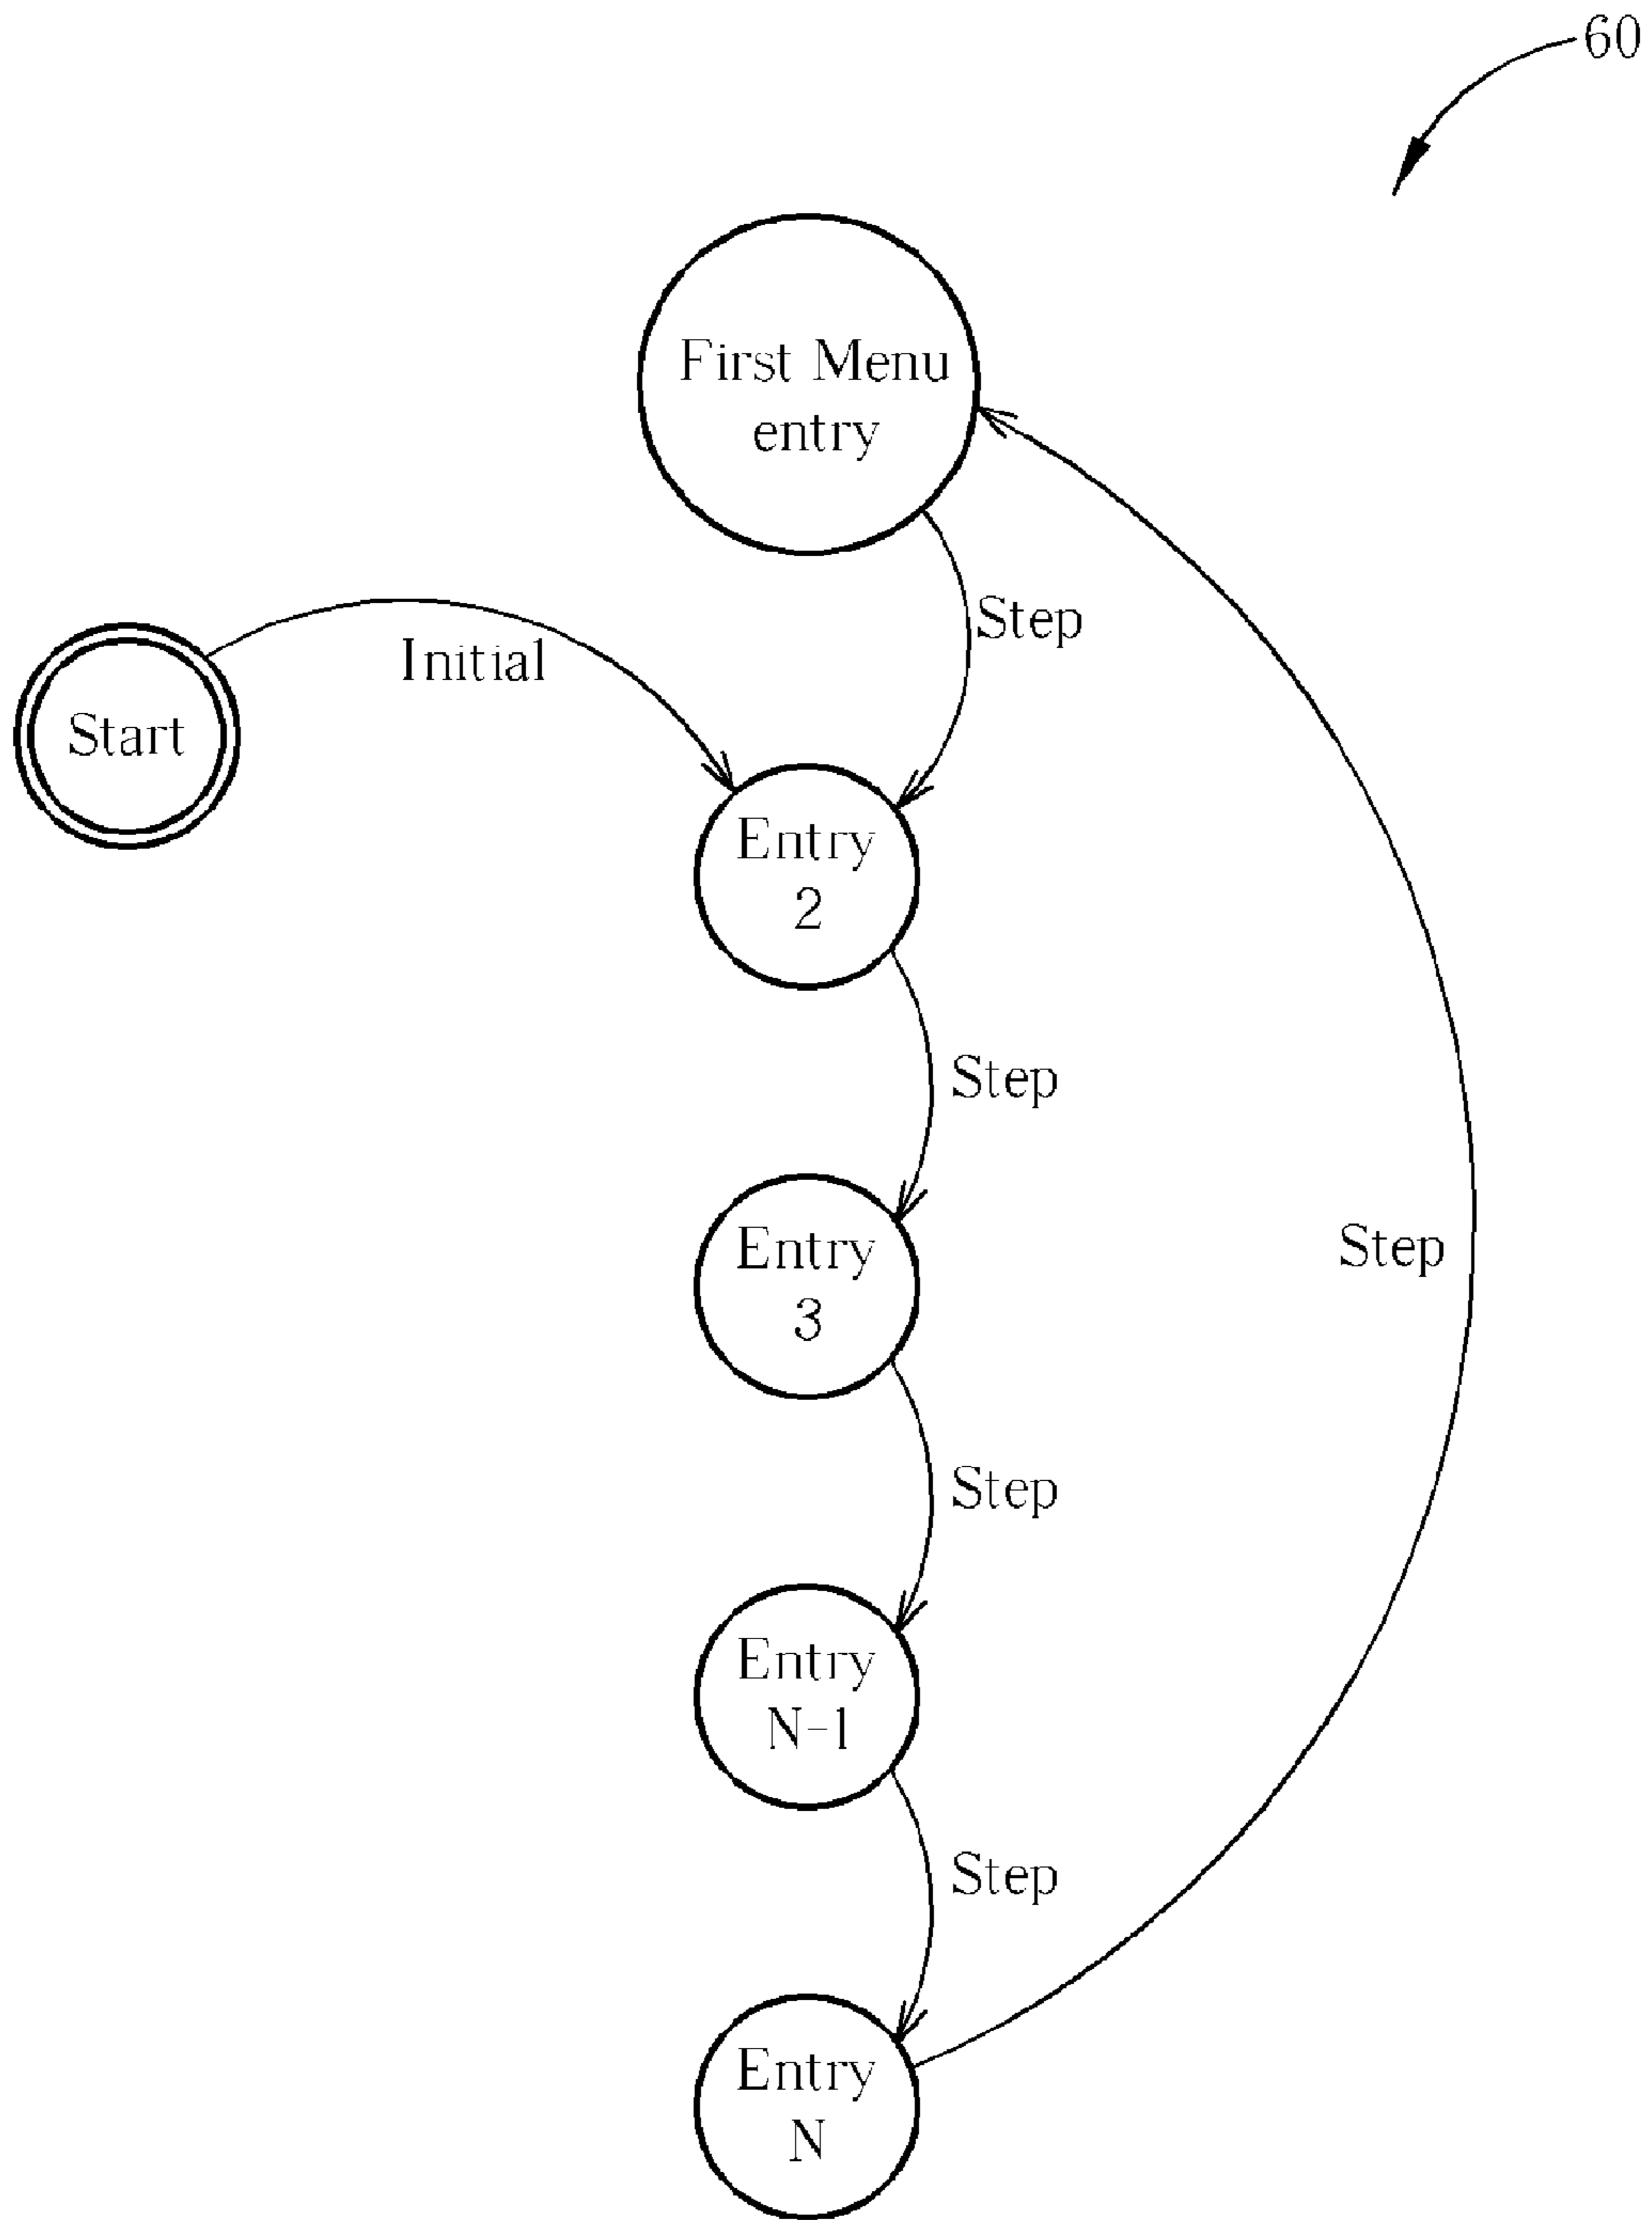 60
First Menu
entry
Step
Initial
Start
Entry
2
Step
Entry
3
Step
Step
Entry
N-1
Step
Entry
N